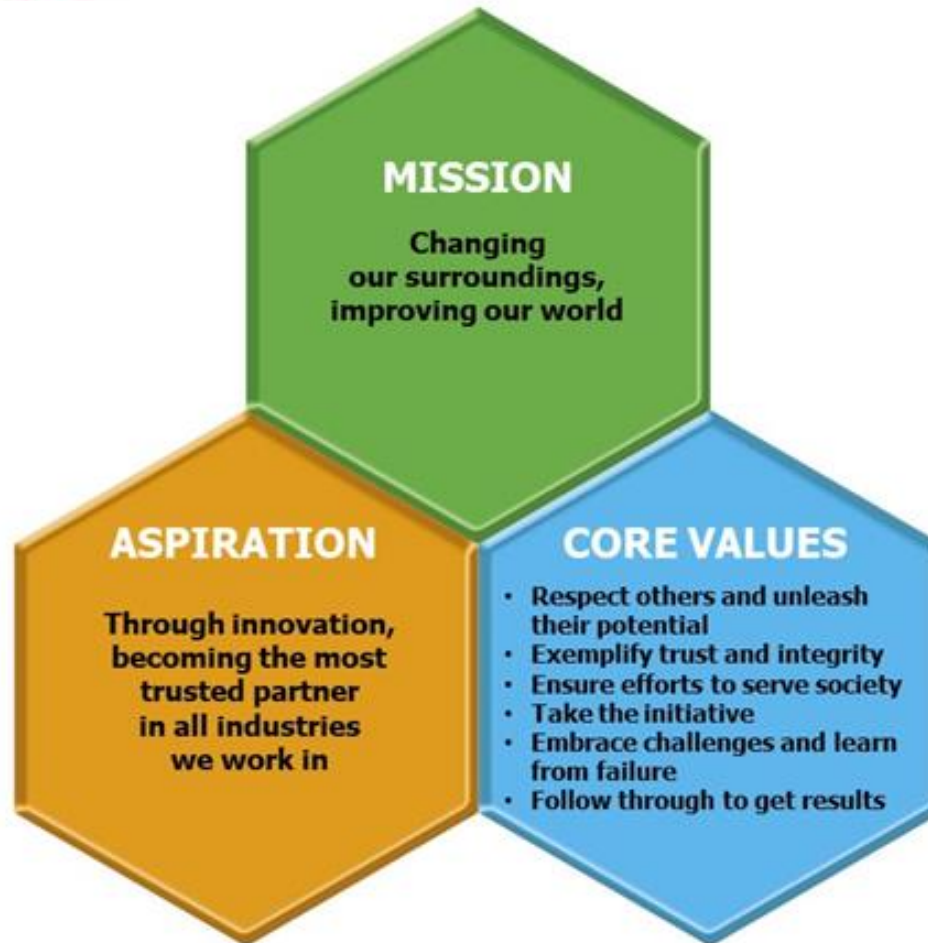 MISSION
Changing
our surroundings,
improving our world
ASPIRATION
Through innovation,
becoming the most
trusted partner
in all industries
we work in
CORE VALUES
• Respect others and unleash
their potential
• Exemplify trust and integrity
• Ensure efforts to serve society
• Take the initiative
• Embrace challenges and learn
from failure
• Follow through to get results